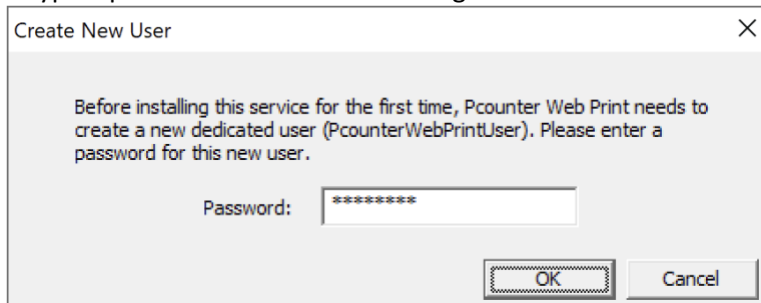 Create New User
Before installing this service for the first time, Pcounter Web Print needs to
create a new dedicated user (PcounterWebPrintUser). Please enter a
password for this new user.
Password: ********
OK Cancel